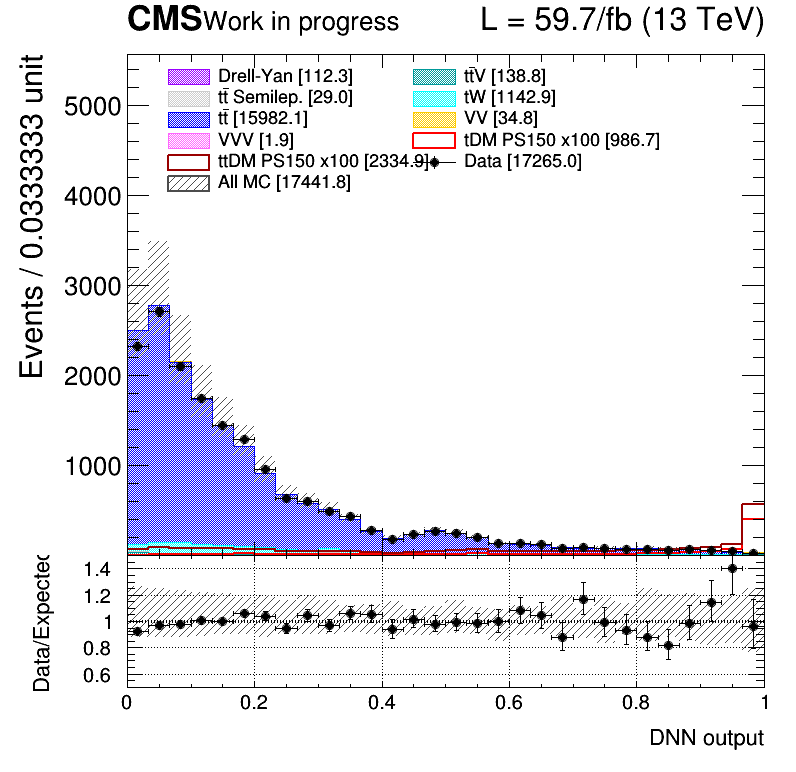 CMS Work in progress L = 59.7/fb (13 TeV)
Drell-Yan [112.3] tt̄V [138.8]
tt̄ Semilep. [29.0] tW [1142.9]
tt̄ [15982.1] VV [34.8]
VVV [1.9] tDM PS150 x100 [986.7]
ttDM PS150 x100 [2334.9] Data [17265.0]
All MC [17441.8]
Events / 0.0333333 unit
5000
4000
3000
2000
1000
Data/Expected
1.4
1.2
1
0.8
0.6
0 0.2 0.4 0.6 0.8 1
DNN output